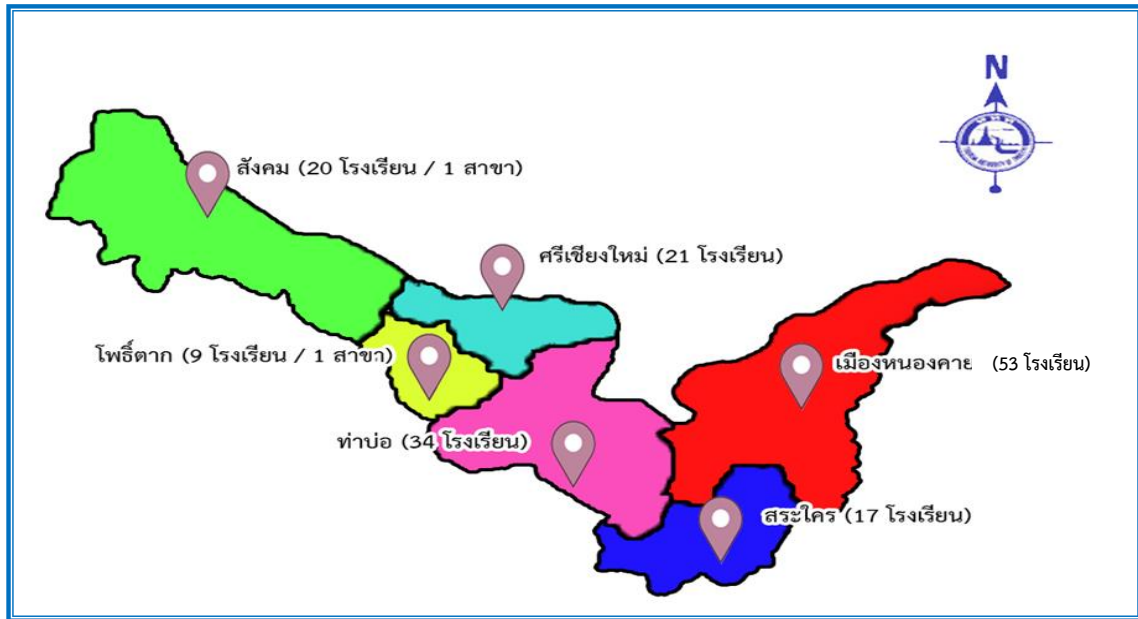 N
สังคม (20 โรงเรียน / 1 สาขา)
ศรีเชียงใหม่ (21 โรงเรียน)
โพธิ์ตาก (9 โรงเรียน / 1 สาขา)
เมืองหนองคาย (53 โรงเรียน)
ท่าบ่อ (34 โรงเรียน)
สระใคร (17 โรงเรียน)